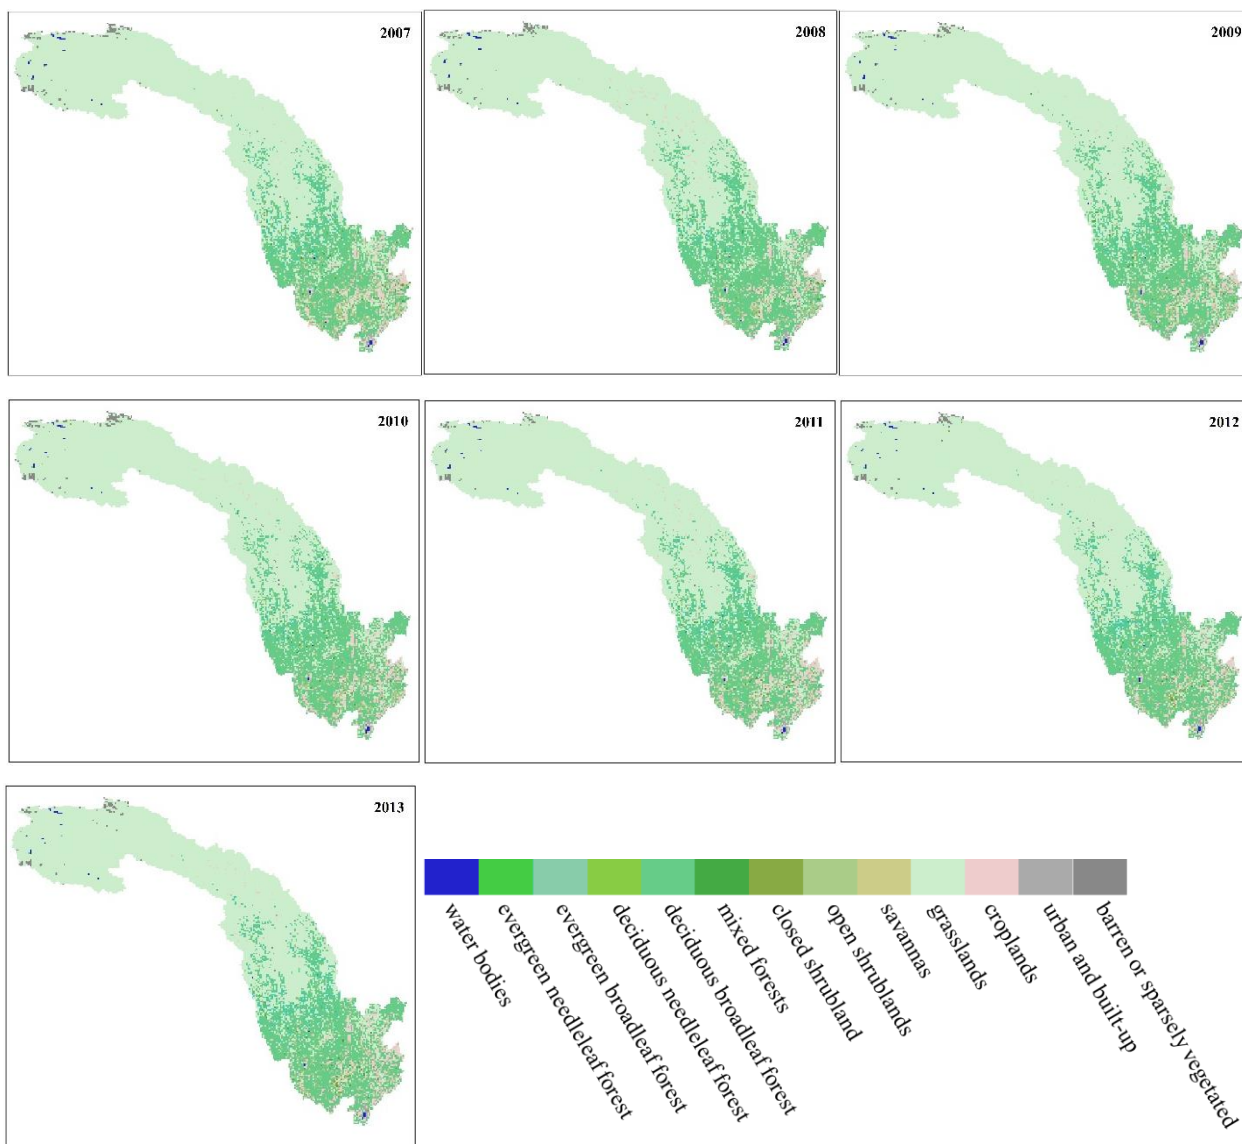 2007
2008
2009
2010
2011
2012
2013
water bodies
evergreen needleleaf forest
evergreen broadleaf forest
deciduous needleleaf forest
deciduous broadleaf forest
mixed forests
closed shrubland
open shrublands
savannas
grasslands
croplands
urban and built-up
barren or sparsely vegetated